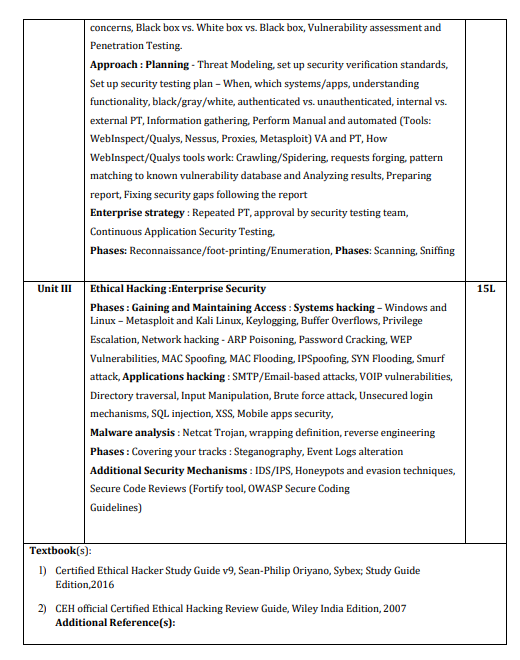 concerns, Black box vs. White box vs. Black box, Vulnerability assessment and
Penetration Testing.
Approach : Planning - Threat Modeling, set up security verification standards,
Set up security testing plan – When, which systems/apps, understanding
functionality, black/gray/white, authenticated vs. unauthenticated, internal vs.
external PT, Information gathering, Perform Manual and automated (Tools:
WebInspect/Qualys, Nessus, Proxies, Metasploit) VA and PT, How
WebInspect/Qualys tools work: Crawling/Spidering, requests forging, pattern
matching to known vulnerability database and Analyzing results, Preparing
report, Fixing security gaps following the report
Enterprise strategy : Repeated PT, approval by security testing team,
Continuous Application Security Testing,
Phases: Reconnaissance/foot-printing/Enumeration, Phases: Scanning, Sniffing
Unit III
Ethical Hacking :Enterprise Security
15L
Phases : Gaining and Maintaining Access : Systems hacking – Windows and
Linux – Metasploit and Kali Linux, Keylogging, Buffer Overflows, Privilege
Escalation, Network hacking - ARP Poisoning, Password Cracking, WEP
Vulnerabilities, MAC Spoofing, MAC Flooding, IPSpoofing, SYN Flooding, Smurf
attack, Applications hacking : SMTP/Email-based attacks, VOIP vulnerabilities,
Directory traversal, Input Manipulation, Brute force attack, Unsecured login
mechanisms, SQL injection, XSS, Mobile apps security,
Malware analysis : Netcat Trojan, wrapping definition, reverse engineering
Phases : Covering your tracks : Steganography, Event Logs alteration
Additional Security Mechanisms : IDS/IPS, Honeypots and evasion techniques,
Secure Code Reviews (Fortify tool, OWASP Secure Coding
Guidelines)
Textbook(s):
1) Certified Ethical Hacker Study Guide v9, Sean-Philip Oriyano, Sybex; Study Guide
Edition,2016
2) CEH official Certified Ethical Hacking Review Guide, Wiley India Edition, 2007
Additional Reference(s):